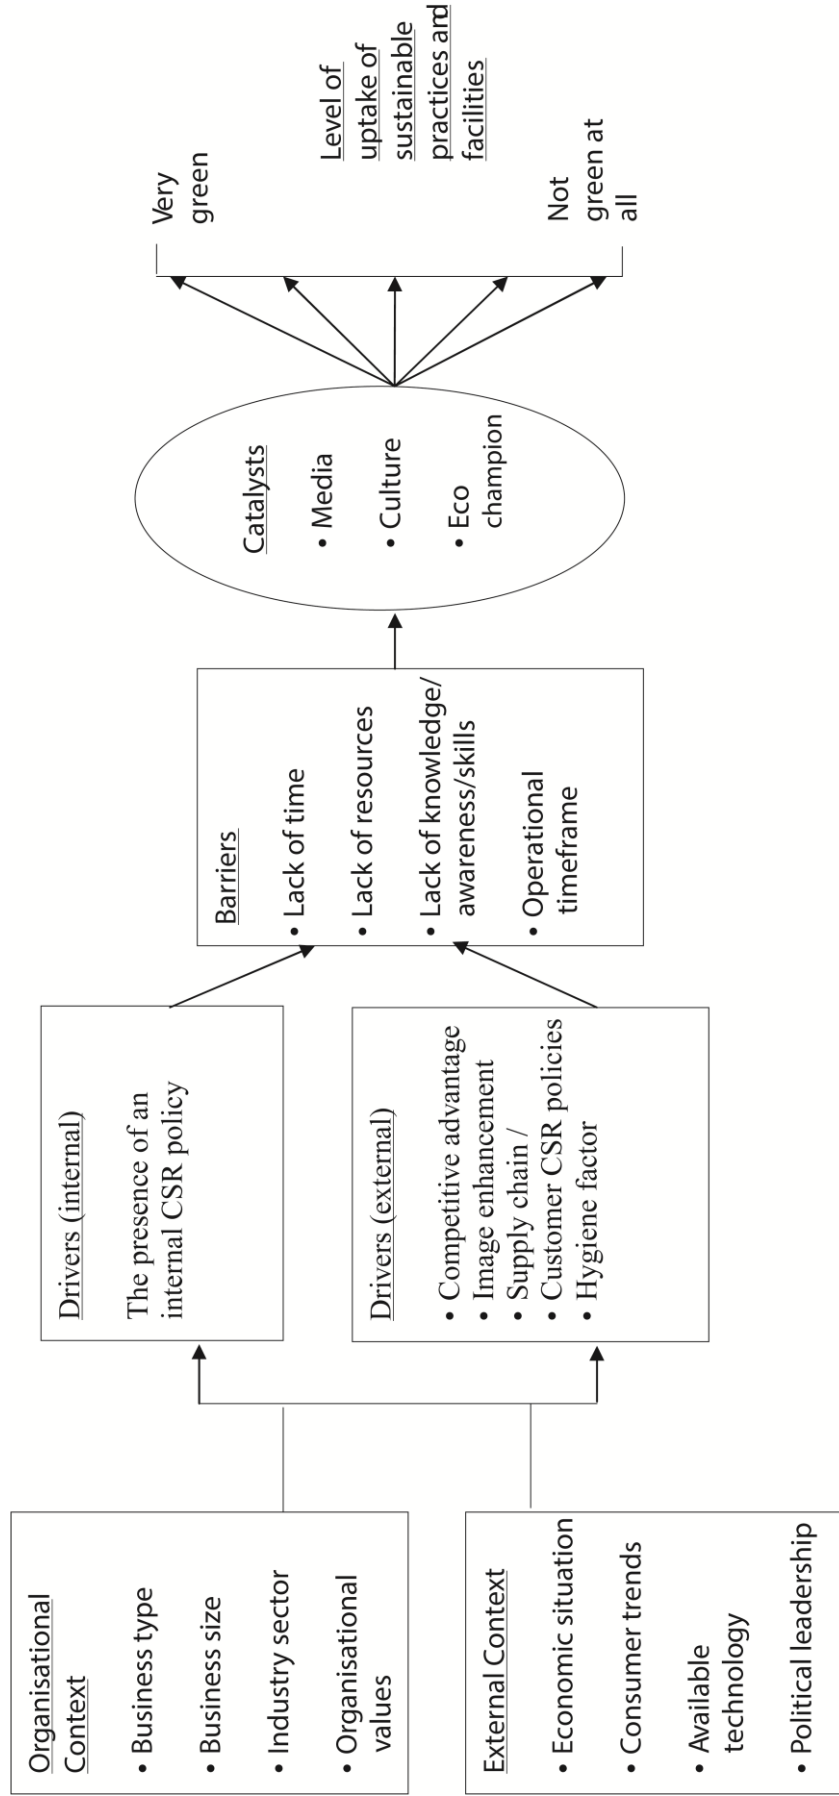 Organisational
Context
• Business type
• Business size
• Industry sector
• Organisational
values
External Context
• Economic situation
• Consumer trends
• Available
technology
• Political leadership
Drivers (internal)
The presence of an
internal CSR policy
Drivers (external)
• Competitive advantage
• Image enhancement
• Supply chain /
• Customer CSR policies
• Hygiene factor
Barriers
• Lack of time
• Lack of resources
• Lack of knowledge/
awareness/skills
• Operational
timeframe
Catalysts
• Media
• Culture
• Eco
champion
Very
green
Not
green at
all
Level of
uptake of
sustainable
practices and
facilities